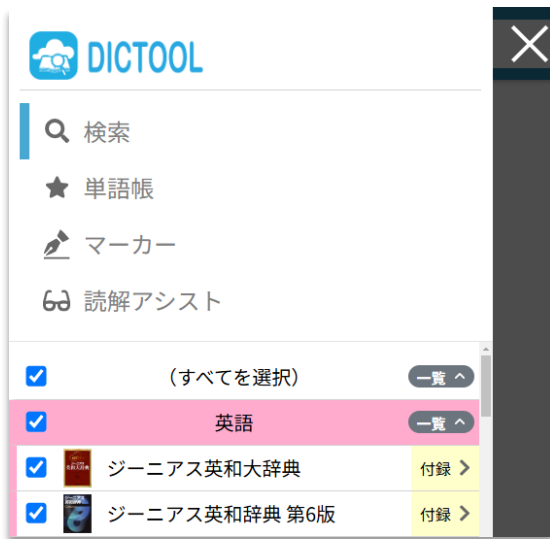 DICTOOL
検索
単語帳
マーカー
読解アシスト
（すべてを選択） 一覧
英語 一覧
ジーニアス英和大辞典 付録
ジーニアス英和辞典 第6版 付録